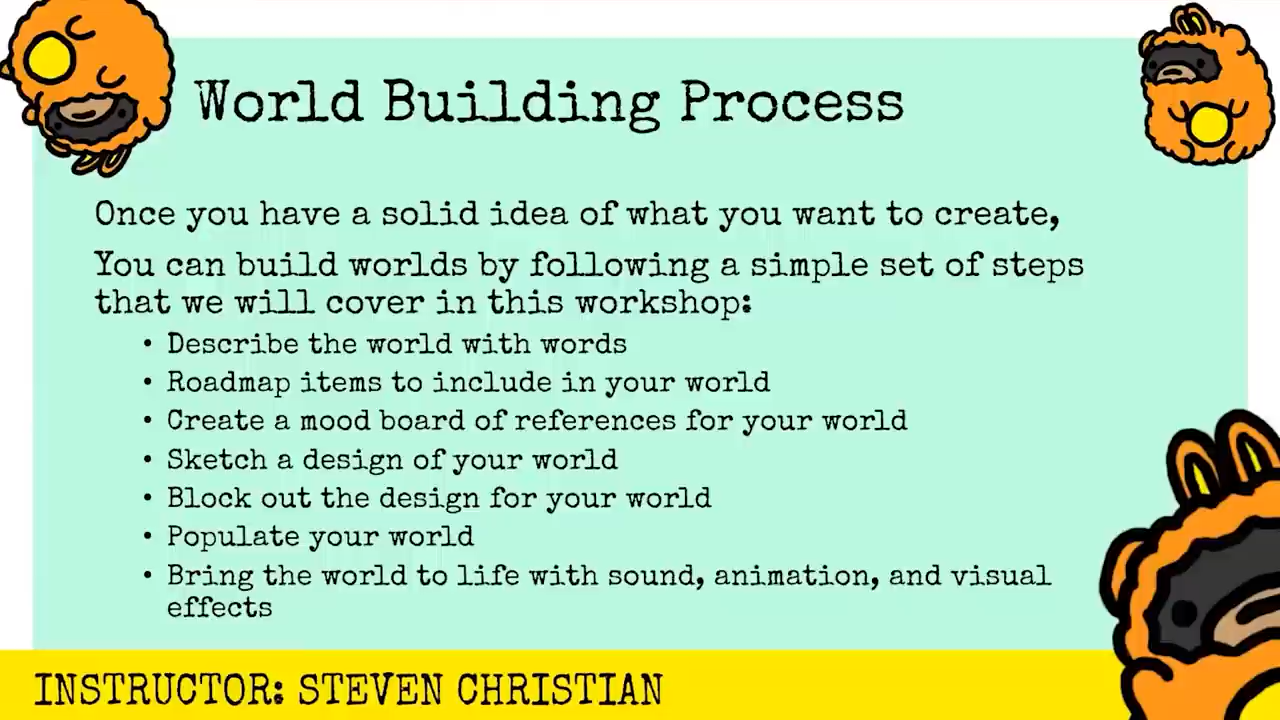 World Building Process
Once you have a solid idea of what you want to create,
You can build worlds by following a simple set of steps
that we will cover in this workshop:
• Describe the world with words
• Roadmap items to include in your world
• Create a mood board of references for your world
• Sketch a design of your world
• Block out the design for your world
• Populate your world
• Bring the world to life with sound, animation, and visual
effects
INSTRUCTOR: STEVEN CHRISTIAN